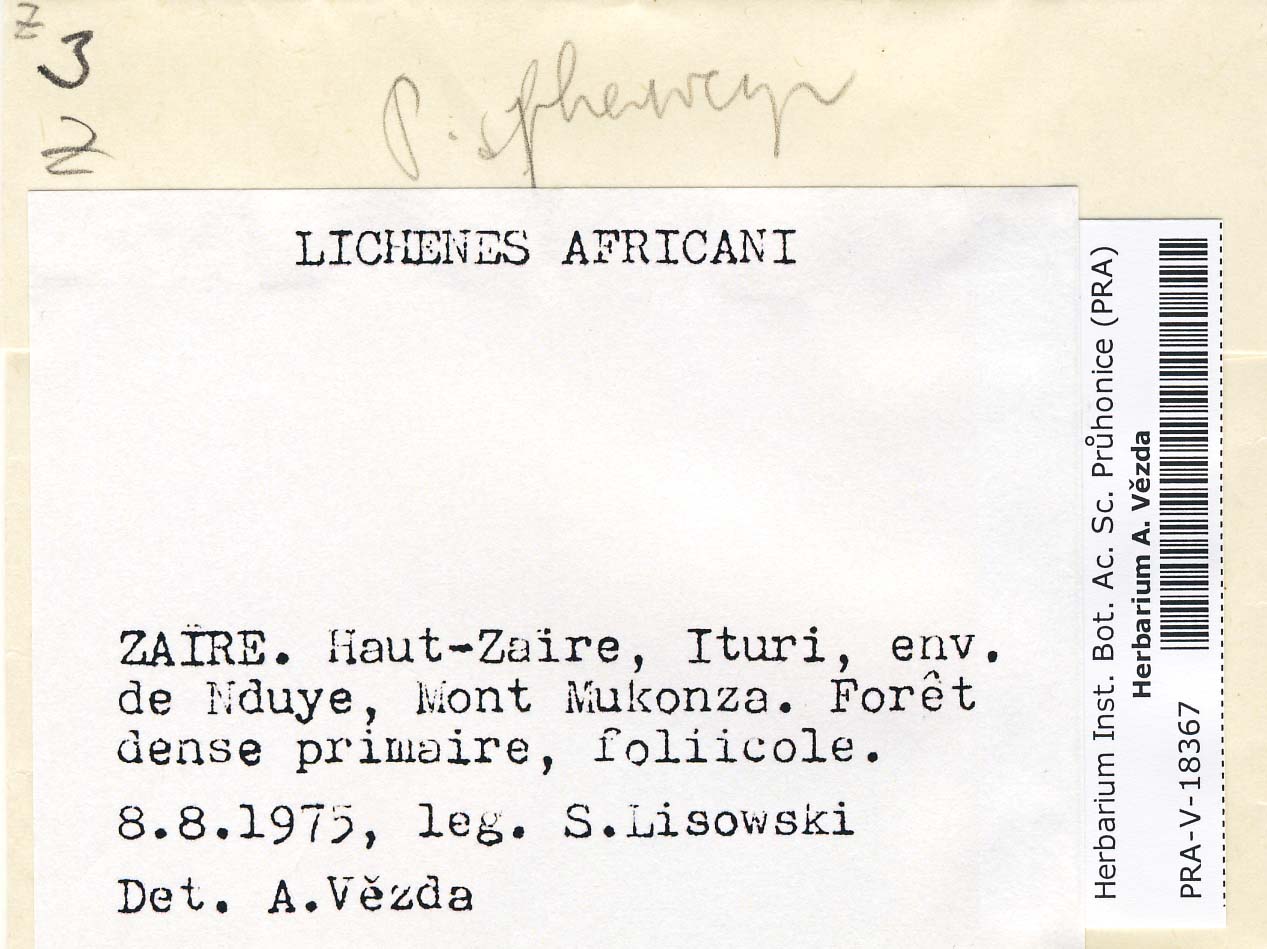 Z
3
Z
P.
LICHENES AFRICANI
ZAÏRE. Haut-Zaïre, Ituri, env.
de Nduye, Mont Mukonza. Forêt
dense primaire, foliicole.
8.8.1975, leg. S.Lisowski
Det. A.Vězda
Herbarium Inst. Bot. Ac. Sc. Průhonice (PRA)
Herbarium A. Vězda
PRA-V-18367